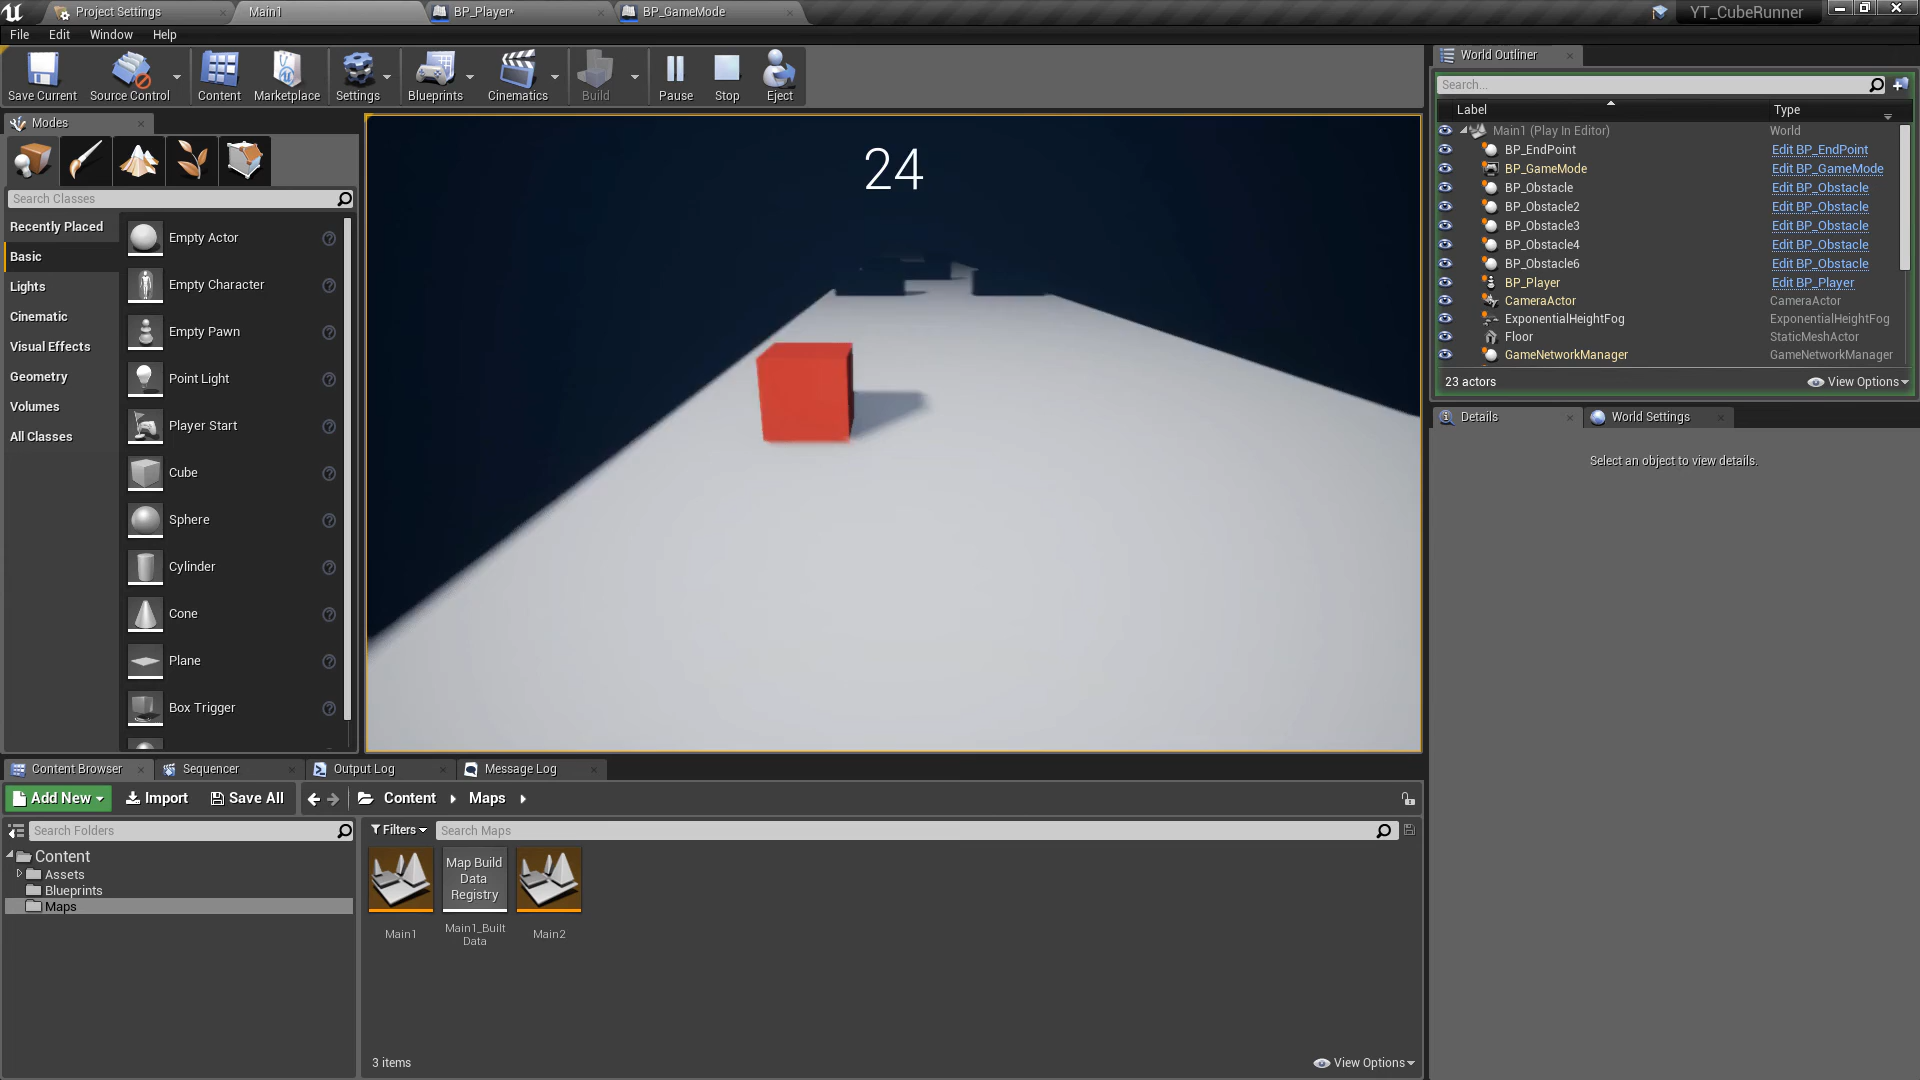 Project Settings
Main1
BP_Player*
BP_GameMode
YT_CubeRunner
File
Edit
Window
Help
Save Current
Source Control
Content
Marketplace
Settings
Blueprints
Cinematics
Build
Pause
Stop
Eject
Modes
Search Classes
Recently Placed
Basic
Lights
Cinematic
Visual Effects
Geometry
Volumes
All Classes
Empty Actor
Empty Character
Empty Pawn
Point Light
Player Start
Cube
Sphere
Cylinder
Cone
Plane
Box Trigger
24
World Outliner
Search...
Label
Type
Main1 (Play In Editor)
World
BP_EndPoint
Edit BP_EndPoint
BP_GameMode
Edit BP_GameMode
BP_Obstacle
Edit BP_Obstacle
BP_Obstacle2
Edit BP_Obstacle
BP_Obstacle3
Edit BP_Obstacle
BP_Obstacle4
Edit BP_Obstacle
BP_Obstacle6
Edit BP_Obstacle
BP_Player
Edit BP_Player
CameraActor
CameraActor
ExponentialHeightFog
ExponentialHeightFog
Floor
StaticMeshActor
GameNetworkManager
GameNetworkManager
23 actors
View Options
Details
World Settings
Select an object to view details.
Content Browser
Sequencer
Output Log
Message Log
Add New
Import
Save All
Content
Maps
Search Folders
Content
Assets
Blueprints
Maps
Filters
Search Maps
Map Build
Data
Registry
Main1
Main1_Built
Data
Main2
3 items
View Options